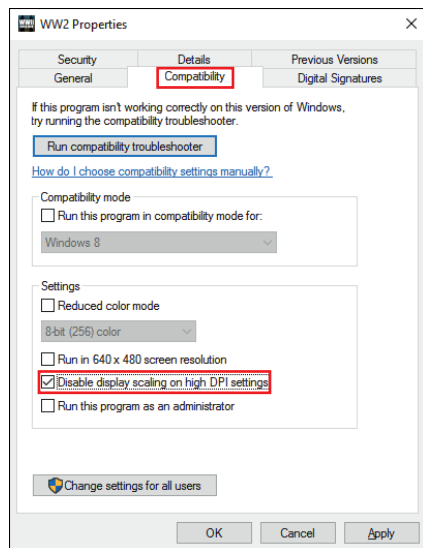 WW2 Properties
Security Details Previous Versions
General Compatibility Digital Signatures
If this program isn't working correctly on this version of Windows,
try running the compatibility troubleshooter.
Run compatibility troubleshooter
How do I choose compatibility settings manually?
Compatibility mode
Run this program in compatibility mode for:
Windows 8
Settings
Reduced color mode
8-bit (256) color
Run in 640 x 480 screen resolution
Disable display scaling on high DPI settings
Run this program as an administrator
Change settings for all users
OK Cancel Apply